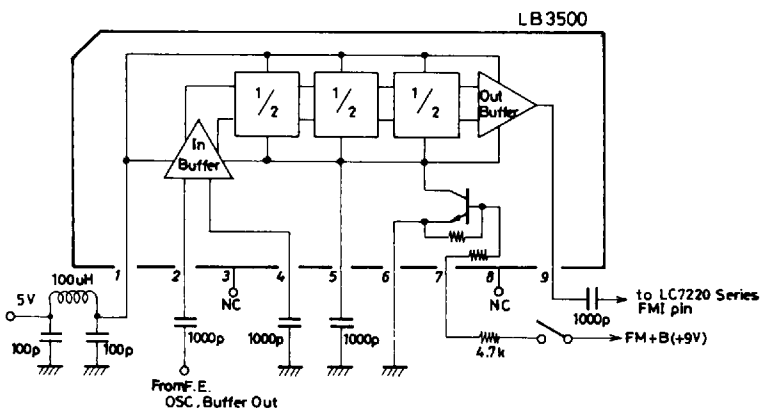 LB3500
1/2
1/2
1/2
Out
Buffer
In
Buffer
1
2
3
4
5
6
7
8
9
100uH
5V
NC
NC
to LC7220 Series
FMI pin
1000p
100p
100p
1000p
1000p
1000p
4.7k
FM+B(+9V)
From F.E.
OSC, Buffer Out